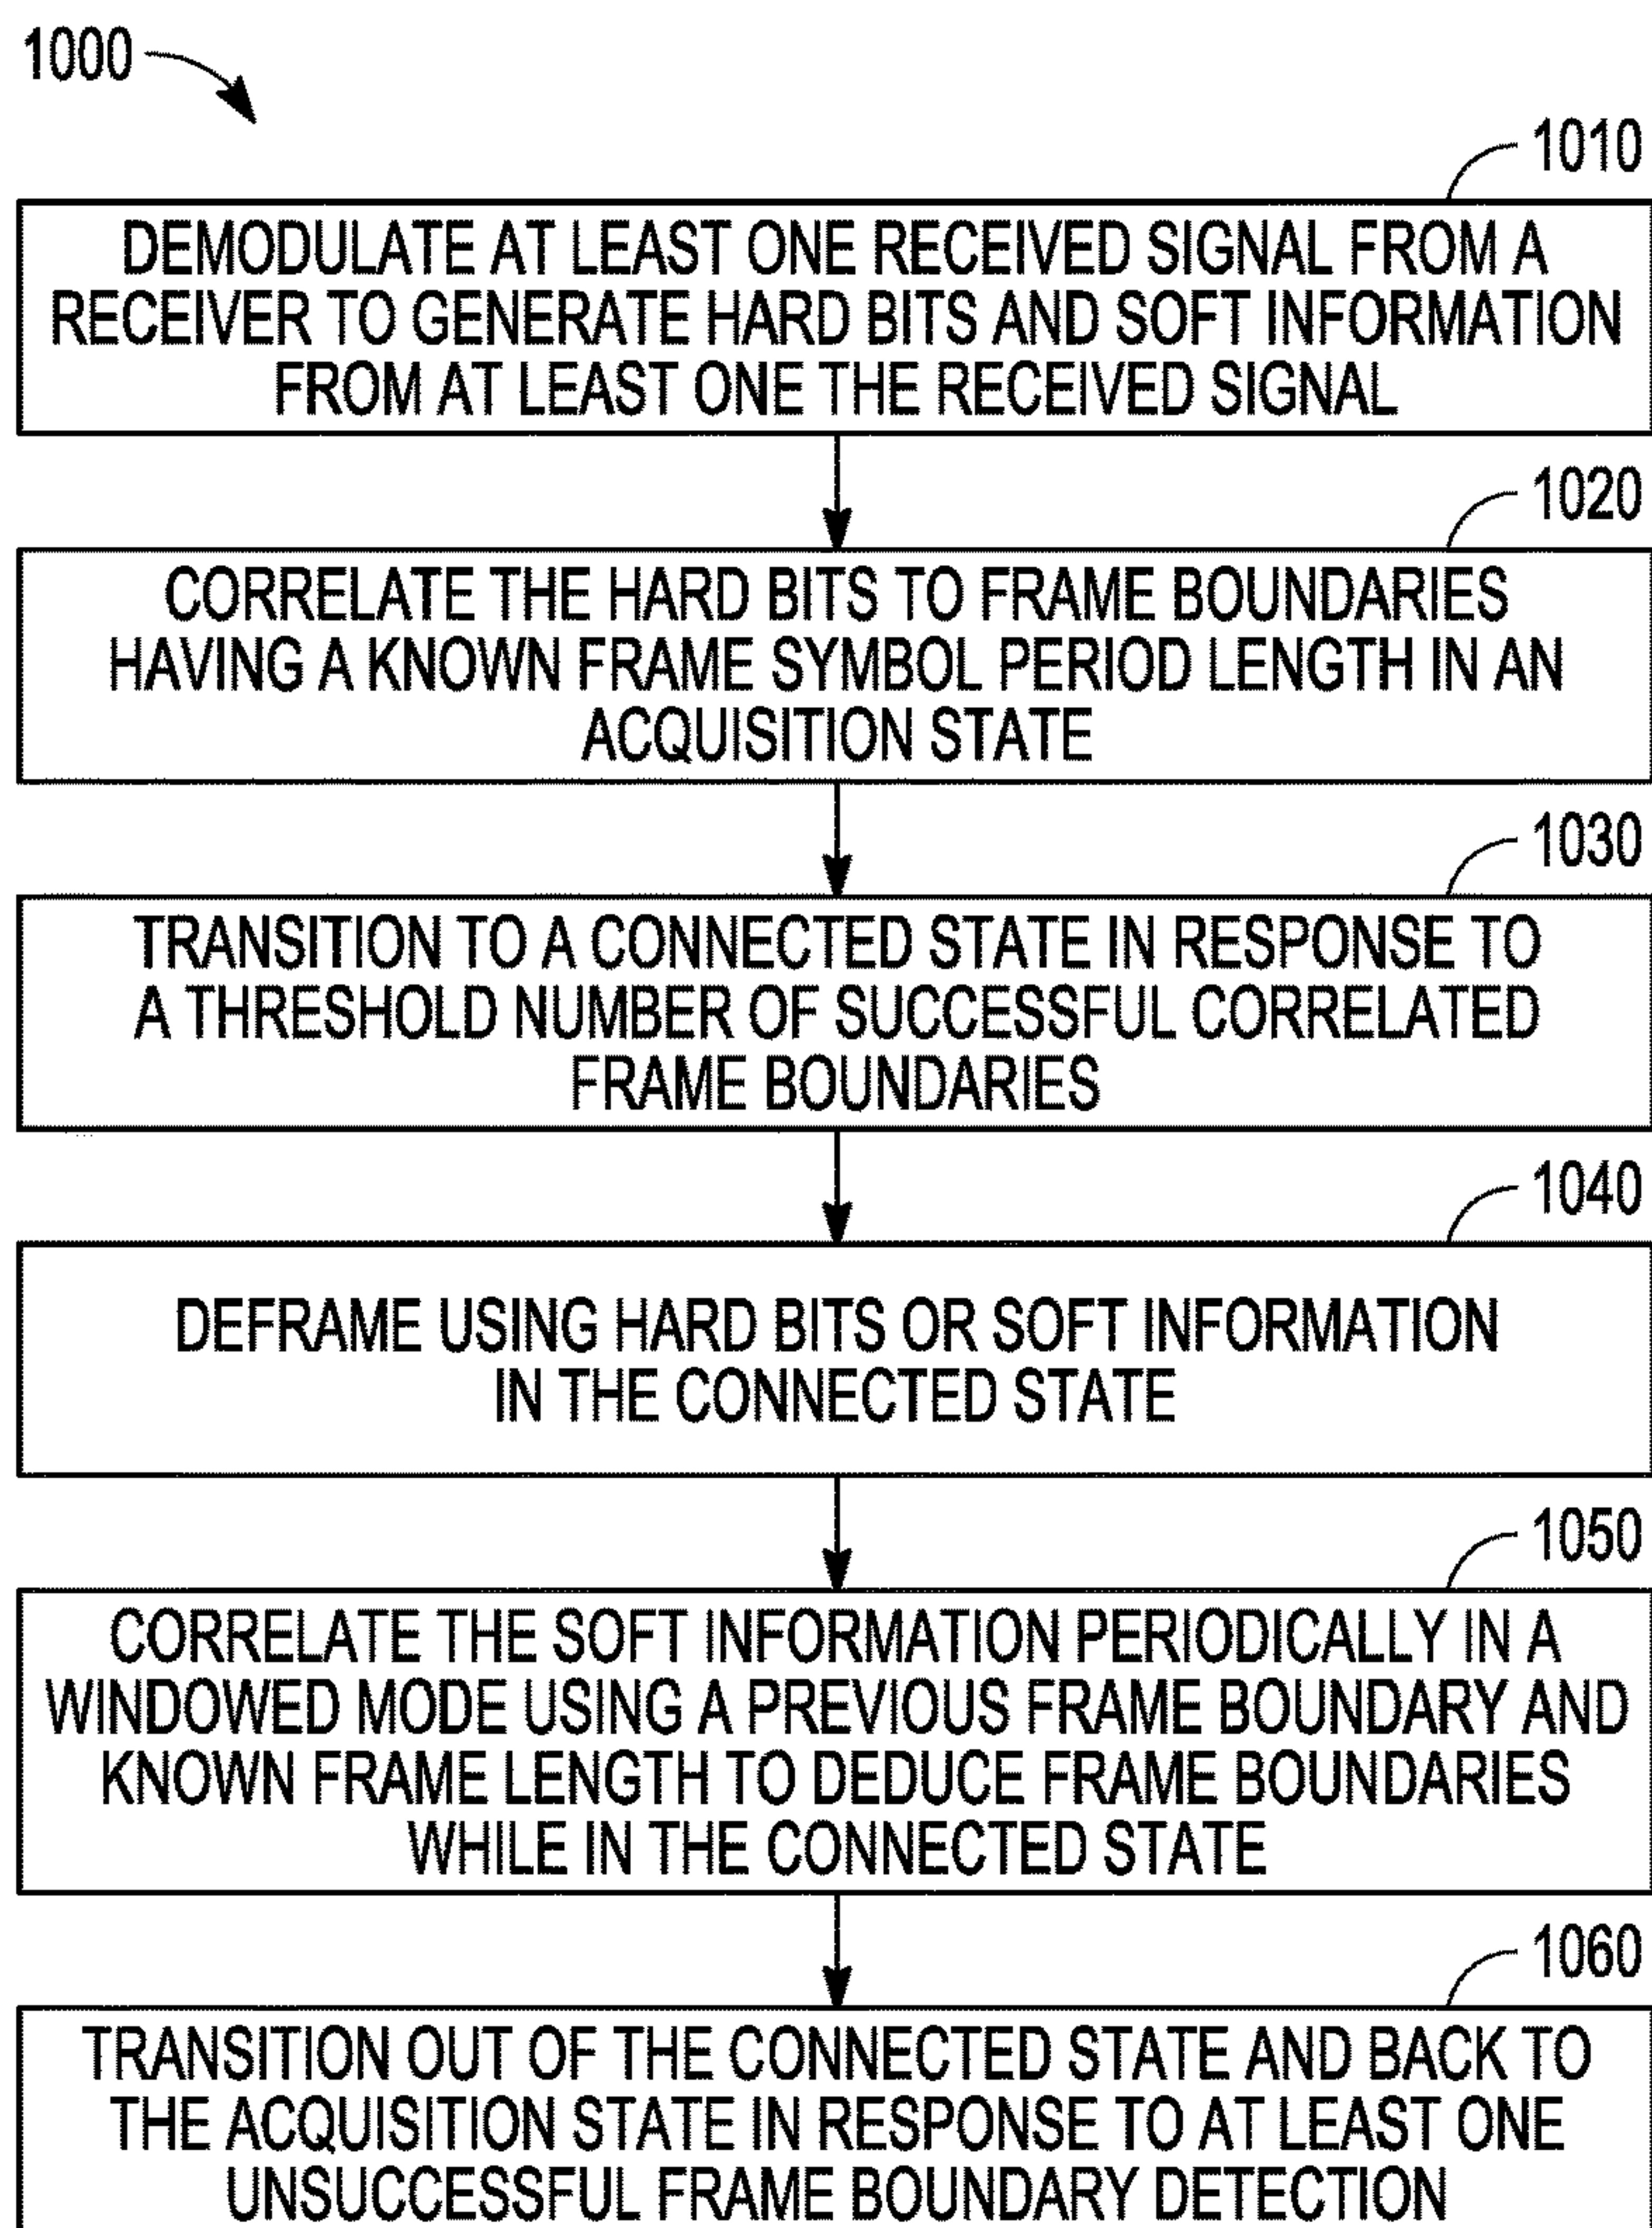 1000
1010
DEMODULATE AT LEAST ONE RECEIVED SIGNAL FROM A
RECEIVER TO GENERATE HARD BITS AND SOFT INFORMATION
FROM AT LEAST ONE THE RECEIVED SIGNAL
1020
CORRELATE THE HARD BITS TO FRAME BOUNDARIES
HAVING A KNOWN FRAME SYMBOL PERIOD LENGTH IN AN
ACQUISITION STATE
1030
TRANSITION TO A CONNECTED STATE IN RESPONSE TO
A THRESHOLD NUMBER OF SUCCESSFUL CORRELATED
FRAME BOUNDARIES
1040
DEFRAME USING HARD BITS OR SOFT INFORMATION
IN THE CONNECTED STATE
1050
CORRELATE THE SOFT INFORMATION PERIODICALLY IN A
WINDOWED MODE USING A PREVIOUS FRAME BOUNDARY AND
KNOWN FRAME LENGTH TO DEDUCE FRAME BOUNDARIES
WHILE IN THE CONNECTED STATE
1060
TRANSITION OUT OF THE CONNECTED STATE AND BACK TO
THE ACQUISITION STATE IN RESPONSE TO AT LEAST ONE
UNSUCCESSFUL FRAME BOUNDARY DETECTION